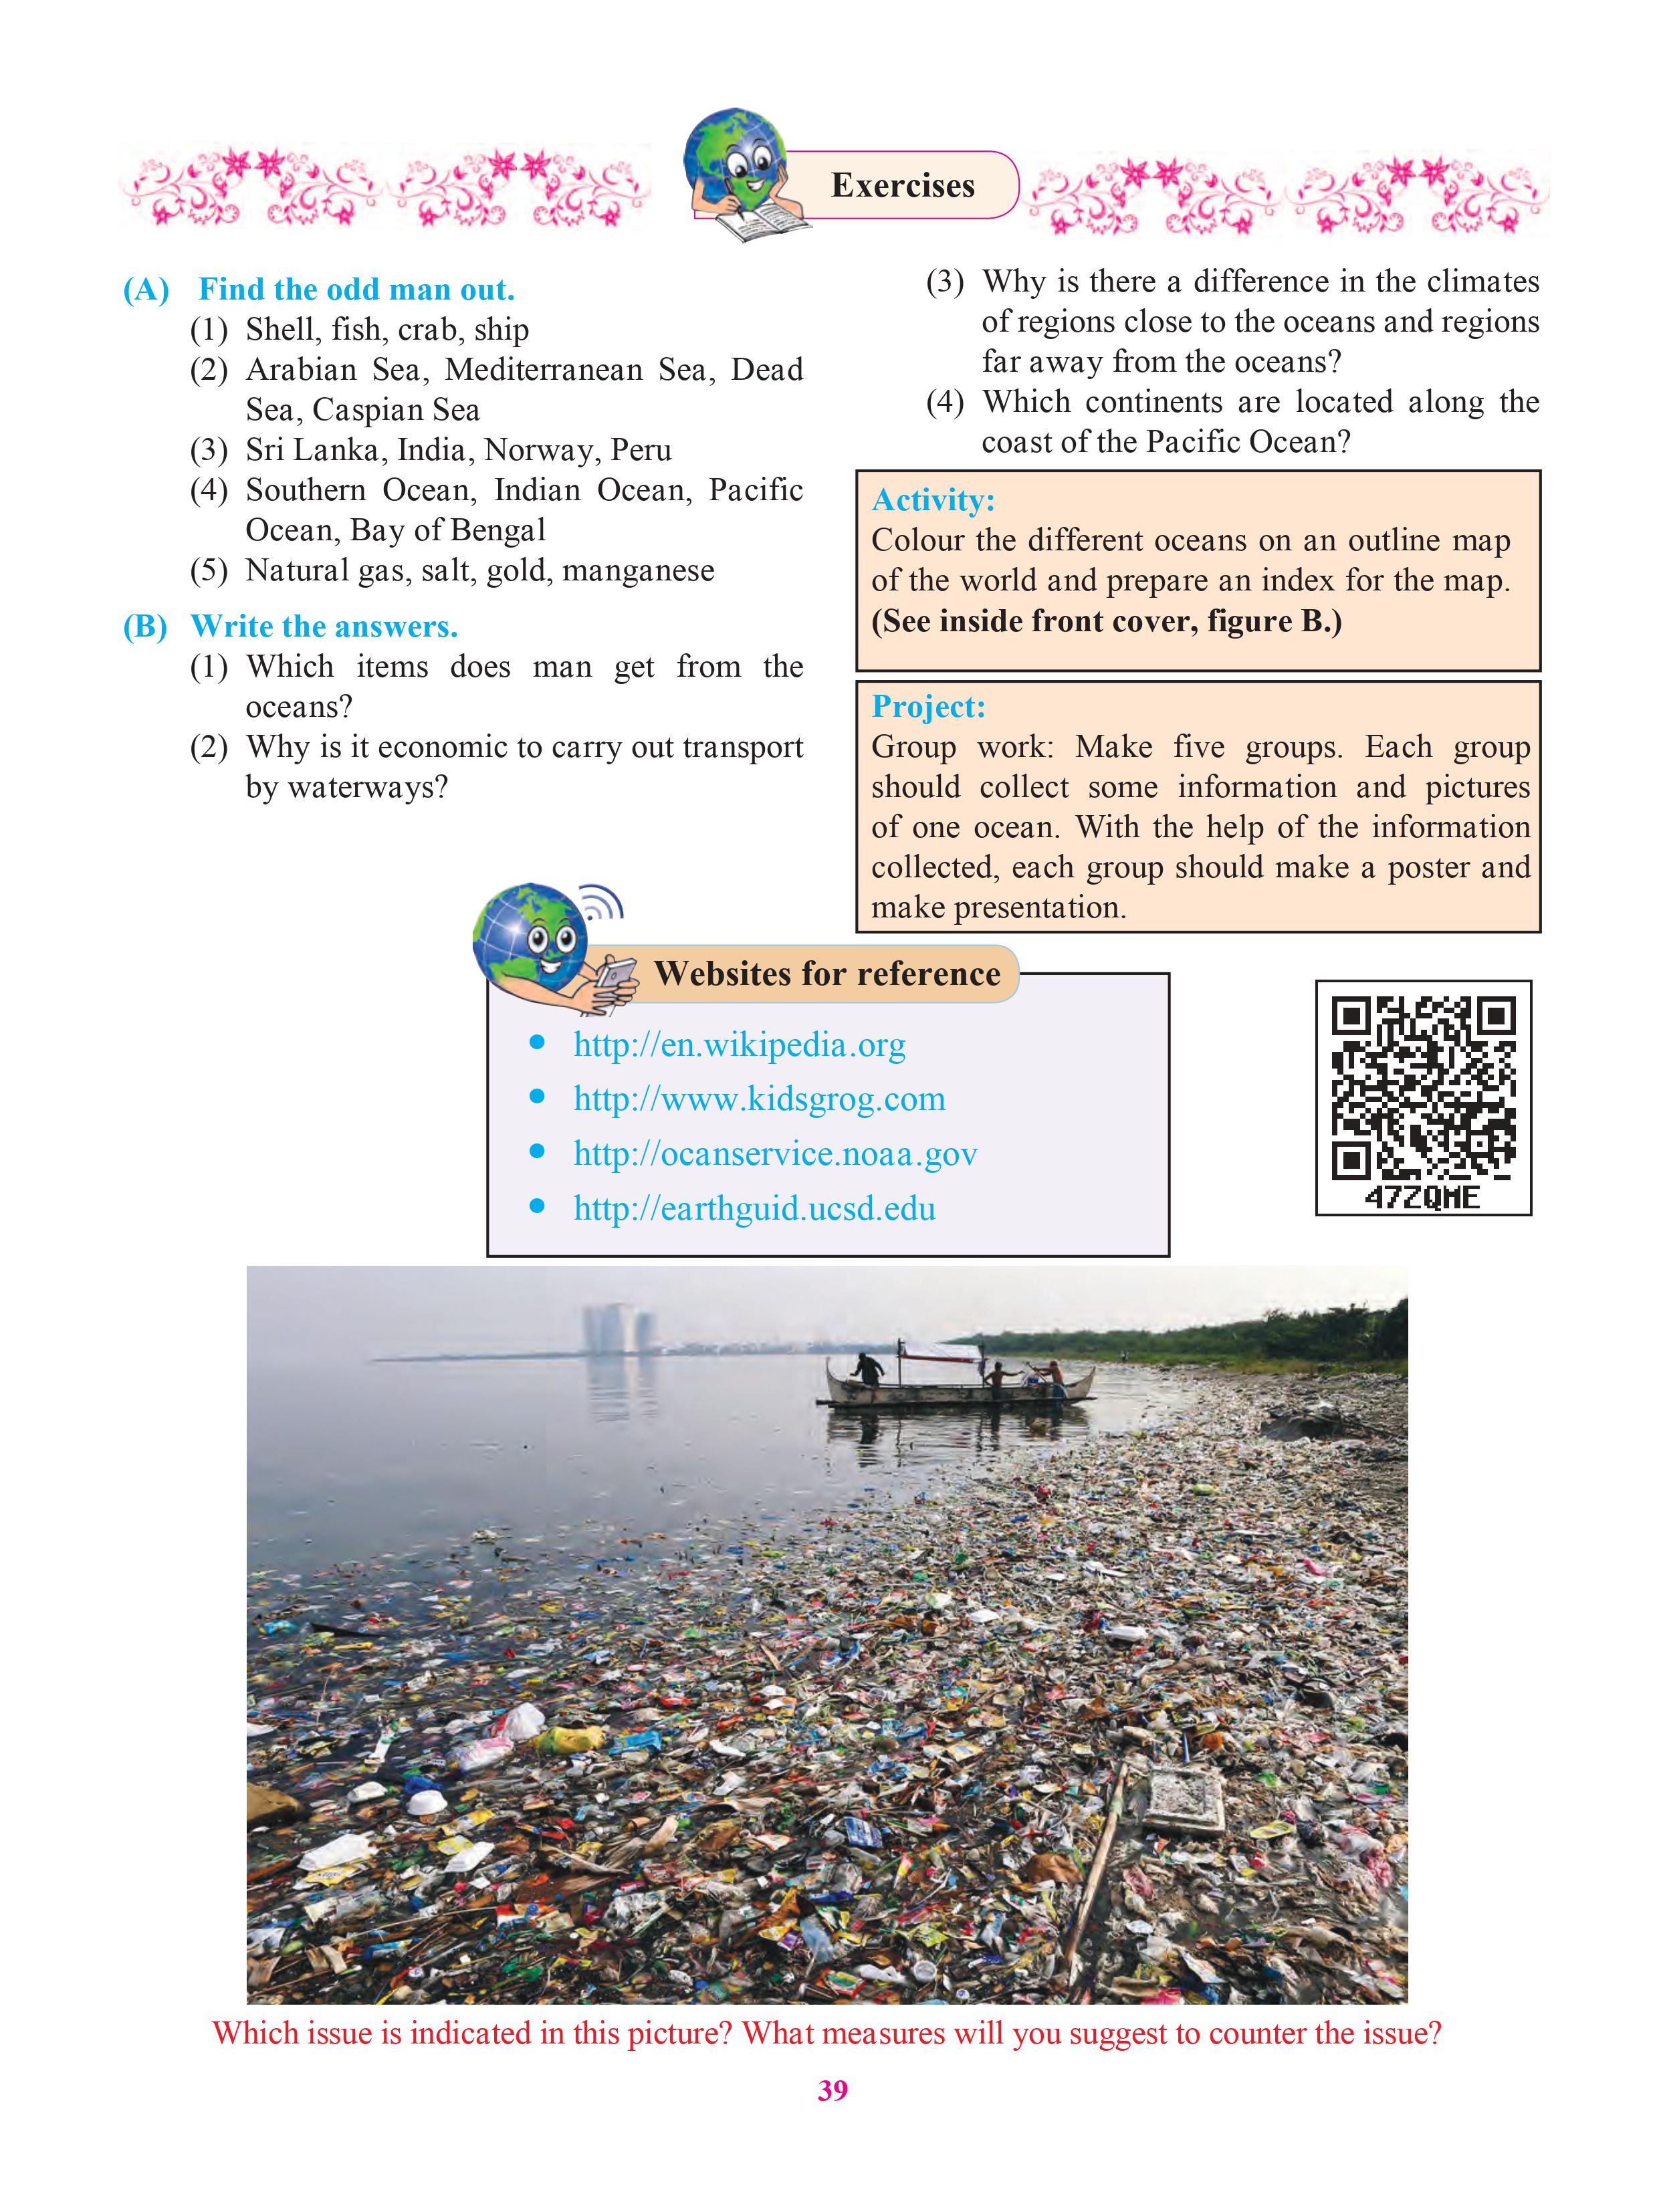 Exercises
(A) Find the odd man out.
(1) Shell, fish, crab, ship
(2) Arabian Sea, Mediterranean Sea, Dead
Sea, Caspian Sea
(3) Sri Lanka, India, Norway, Peru
(4) Southern Ocean, Indian Ocean, Pacific
Ocean, Bay of Bengal
(5) Natural gas, salt, gold, manganese
(B) Write the answers.
(1) Which items does man get from the
oceans?
(2) Why is it economic to carry out transport
by waterways?
(3) Why is there a difference in the climates
of regions close to the oceans and regions
far away from the oceans?
(4) Which continents are located along the
coast of the Pacific Ocean?
Activity:
Colour the different oceans on an outline map
of the world and prepare an index for the map.
(See inside front cover, figure B.)
Project:
Group work: Make five groups. Each group
should collect some information and pictures
of one ocean. With the help of the information
collected, each group should make a poster and
make presentation.
Websites for reference
• http://en.wikipedia.org
• http://www.kidsgrog.com
• http://ocanservice.noaa.gov
• http://earthguid.ucsd.edu
47ZQME
Which issue is indicated in this picture? What measures will you suggest to counter the issue?
39